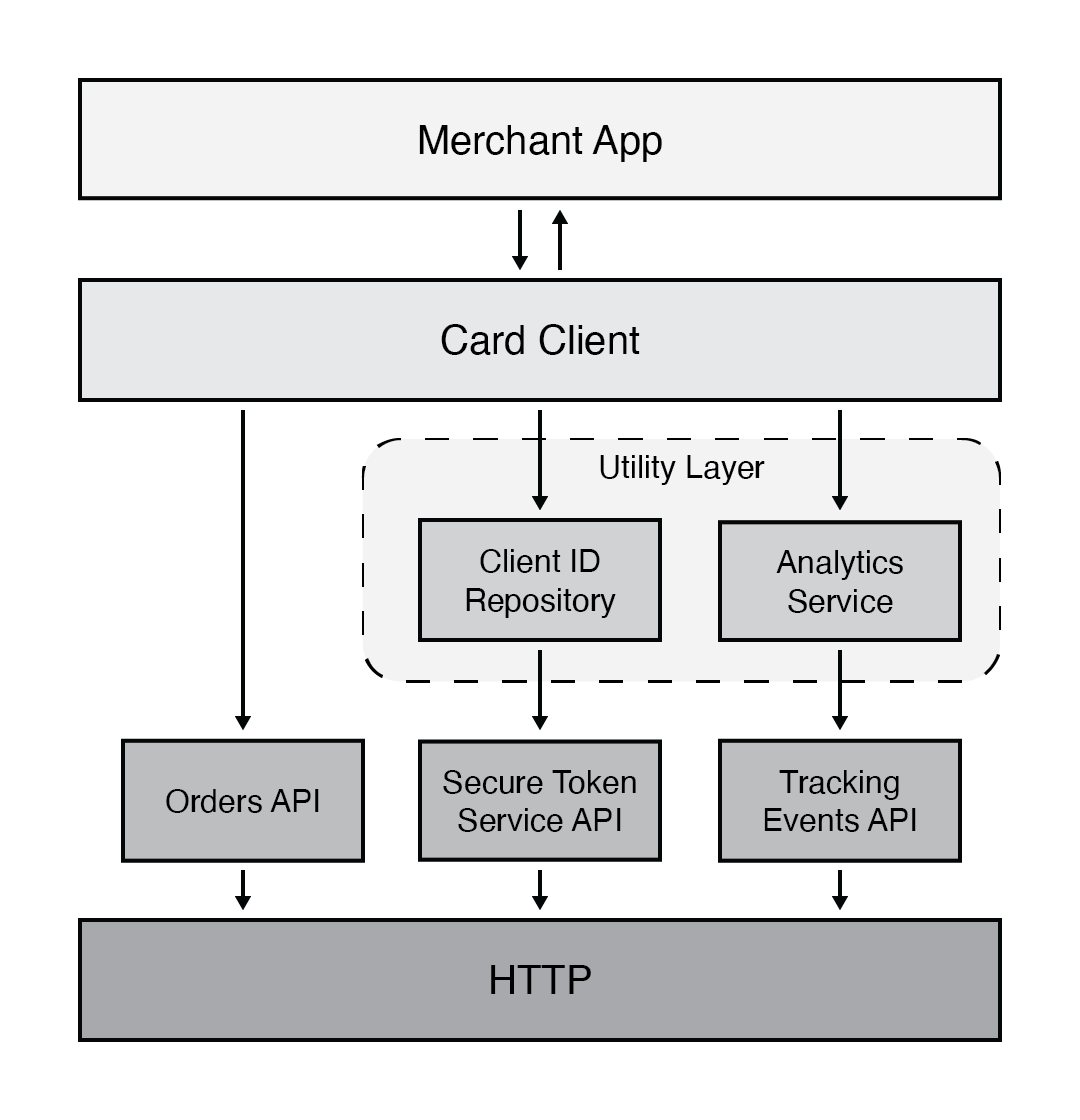 Merchant App
Card Client
Utility Layer
Client ID
Repository
Analytics
Service
Orders API
Secure Token
Service API
Tracking
Events API
HTTP